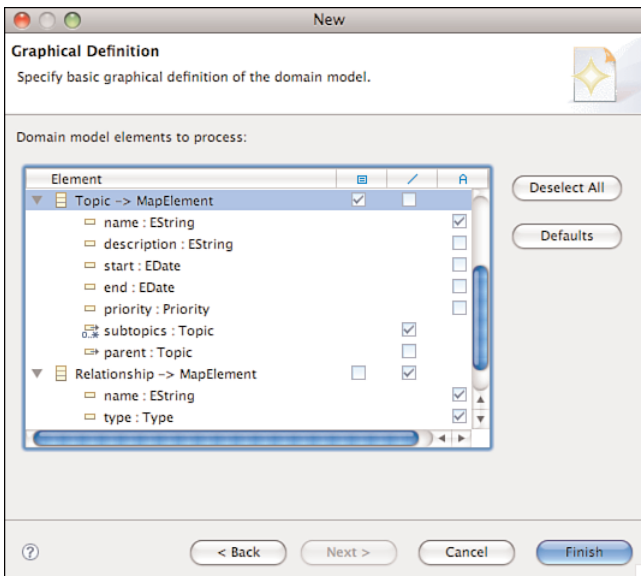 New
Graphical Definition
Specify basic graphical definition of the domain model.
Domain model elements to process:
Element A
Topic -> MapElement
name : EString
description : EString
start : EDate
end : EDate
priority : Priority
0..* subtopics : Topic
parent : Topic
Relationship -> MapElement
name : EString
type : Type
Deselect All
Defaults
?
< Back
Next >
Cancel
Finish